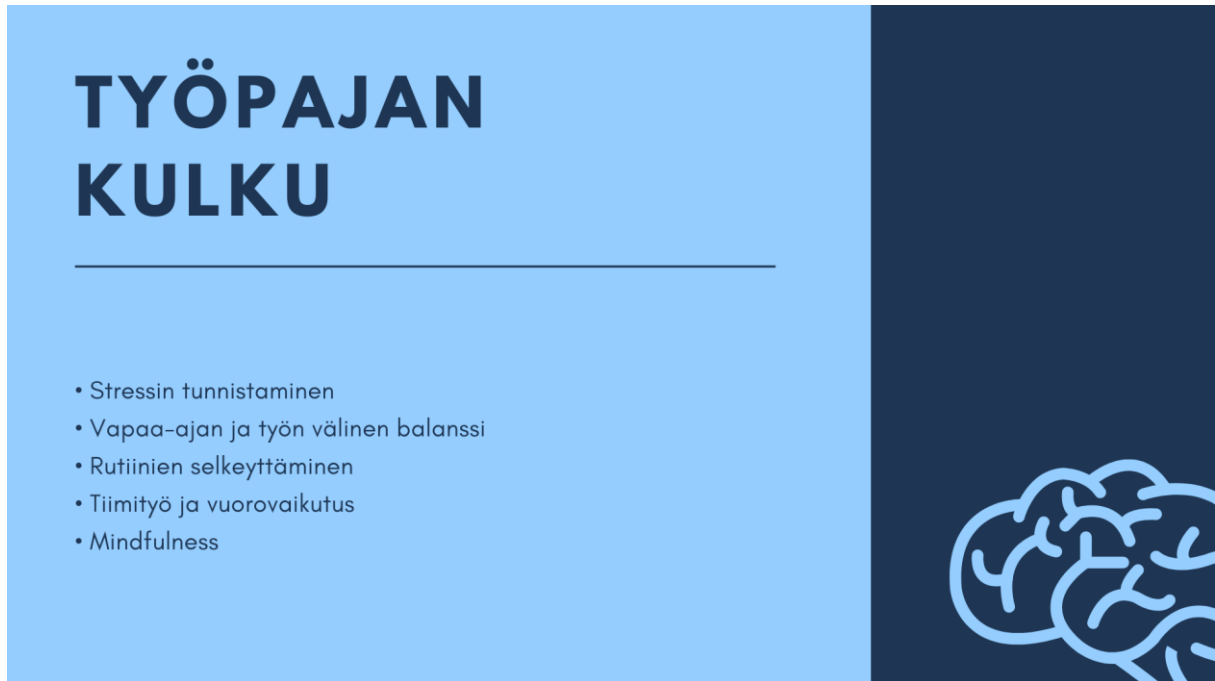 TYÖPAJAN
KULKU
• Stressin tunnistaminen
• Vapaa-ajan ja työn välinen balanssi
• Rutiinien selkeyttäminen
• Tiimityö ja vuorovaikutus
• Mindfulness